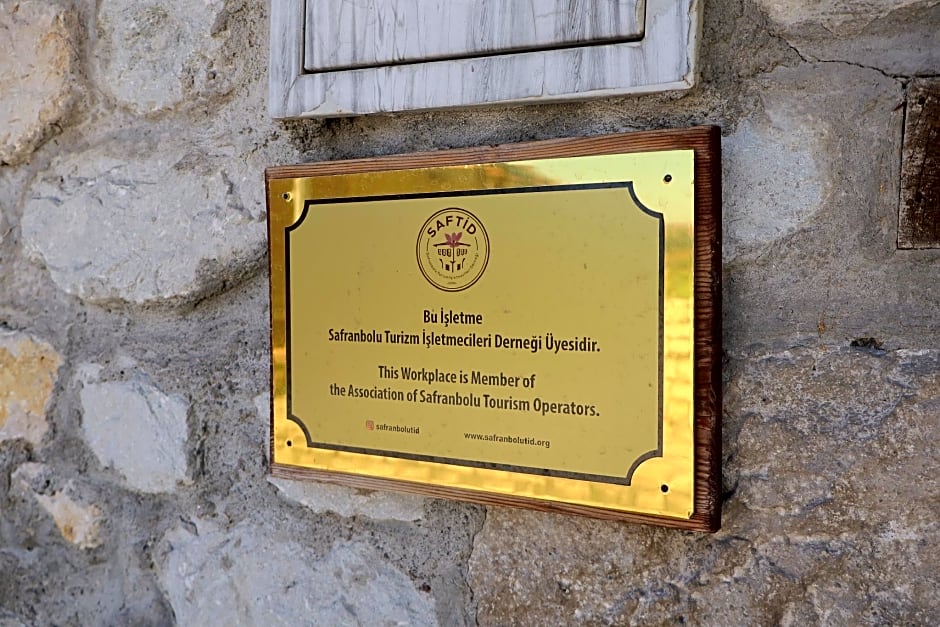 SAFTİD
Bu İşletme
Safranbolu Turizm İşletmecileri Derneği Üyesidir.
This Workplace is Member of
the Association of Safranbolu Tourism Operators.
safranbolutid
www.safranbolutid.org